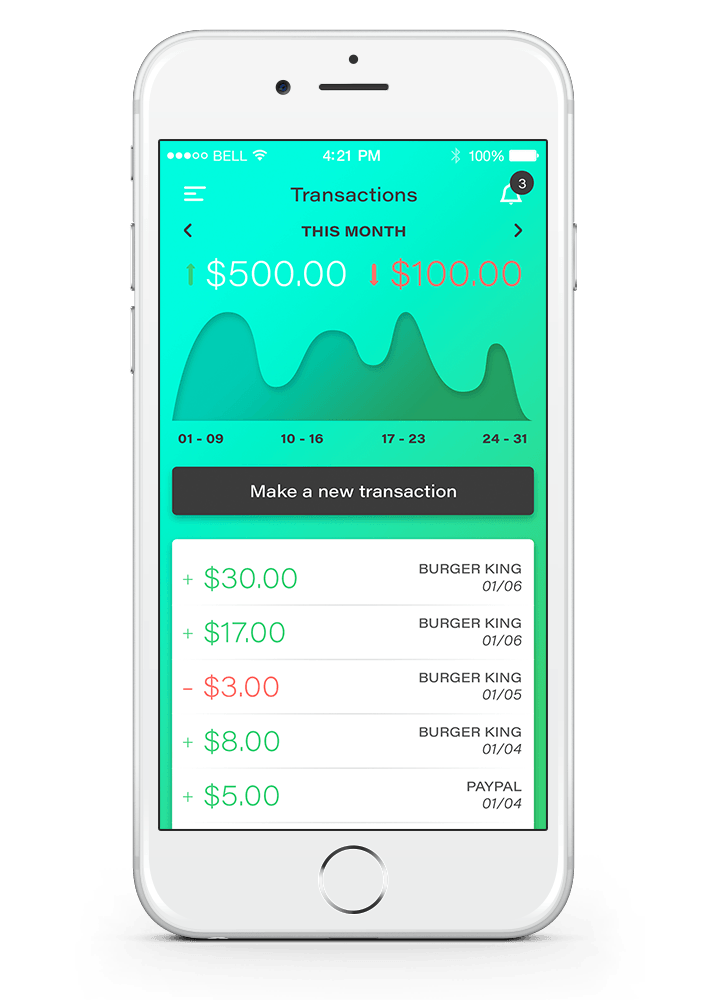 BELL 4:21 PM 100%
Transactions 3
THIS MONTH
$500.00 $100.00
01 - 09 10 - 16 17 - 23 24 - 31
Make a new transaction
+ $30.00 BURGER KING
01/06
+ $17.00 BURGER KING
01/06
- $3.00 BURGER KING
01/05
+ $8.00 BURGER KING
01/04
+ $5.00 PAYPAL
01/04